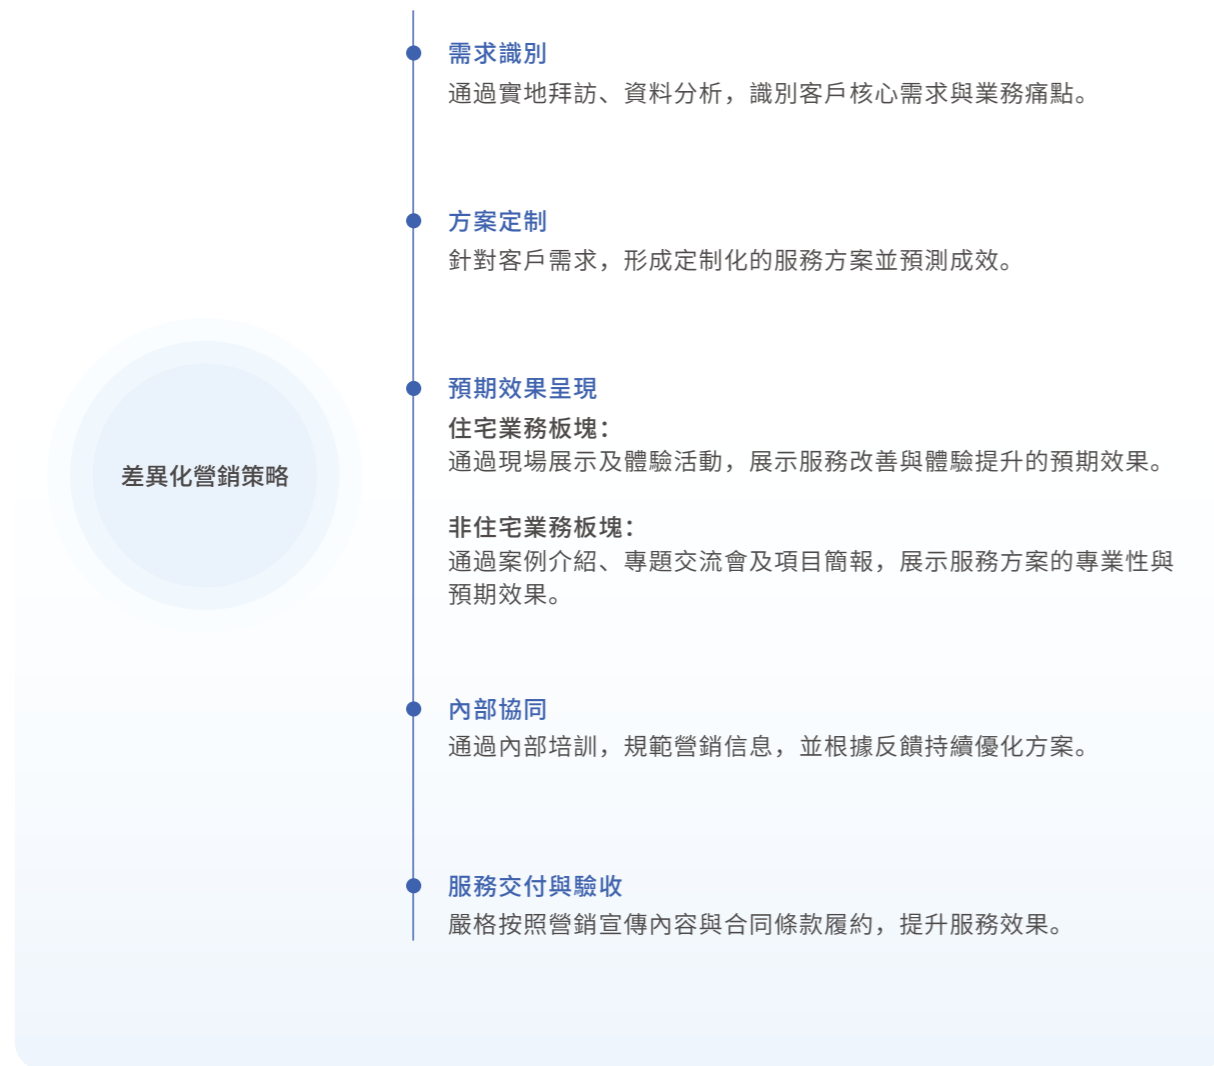 需求識別
通過實地拜訪、資料分析，識別客戶核心需求與業務痛點。
方案定制
針對客戶需求，形成定制化的服務方案並預測成效。
預期效果呈現
住宅業務板塊：
通過現場展示及體驗活動，展示服務改善與體驗提升的預期效果。
非住宅業務板塊：
通過案例介紹、專題交流會及項目簡報，展示服務方案的專業性與
預期效果。
差異化營銷策略
內部協同
通過內部培訓，規範營銷信息，並根據反饋持續優化方案。
服務交付與驗收
嚴格按照營銷宣傳內容與合同條款履約，提升服務效果。